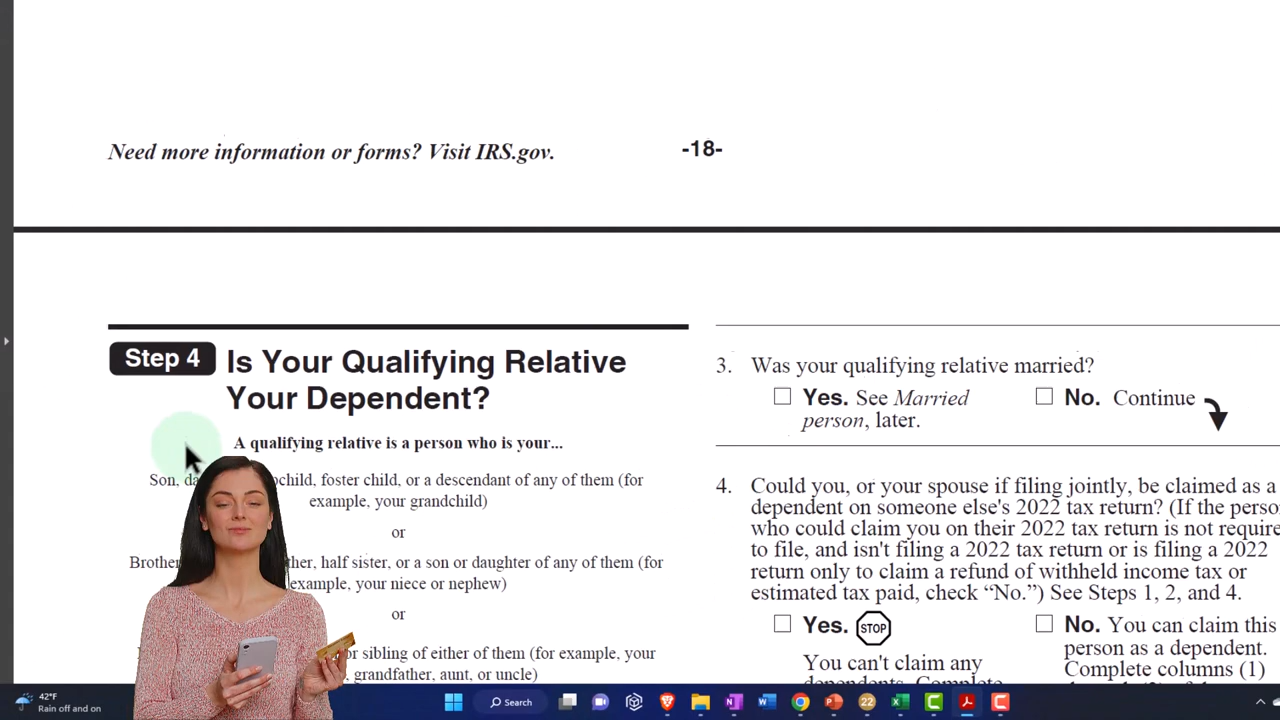 Need more information or forms? Visit IRS.gov.
-18-
Step 4
Is Your Qualifying Relative
Your Dependent?
A qualifying relative is a person who is your...
Son, child, foster child, or a descendant of any of them (for
example, your grandchild)
or
half sister, or a son or daughter of any of them (for
example, your niece or nephew)
or
or sibling of either of them (for example, your
grandfather, aunt, or uncle)
3. Was your qualifying relative married?
Yes. See Married
person, later.
No. Continue
4. Could you, or your spouse if filing jointly, be claimed as a
dependent on someone else's 2022 tax return? (If the perso
who could claim you on their 2022 tax return is not require
to file, and isn't filing a 2022 tax return or is filing a 2022
return only to claim a refund of withheld income tax or
estimated tax paid, check “No.”) See Steps 1, 2, and 4.
Yes. STOP
You can't claim any
dependents. Complete
No. You can claim this
person as a dependent.
Complete columns (1)
42°F
Rain off and on
Search
22